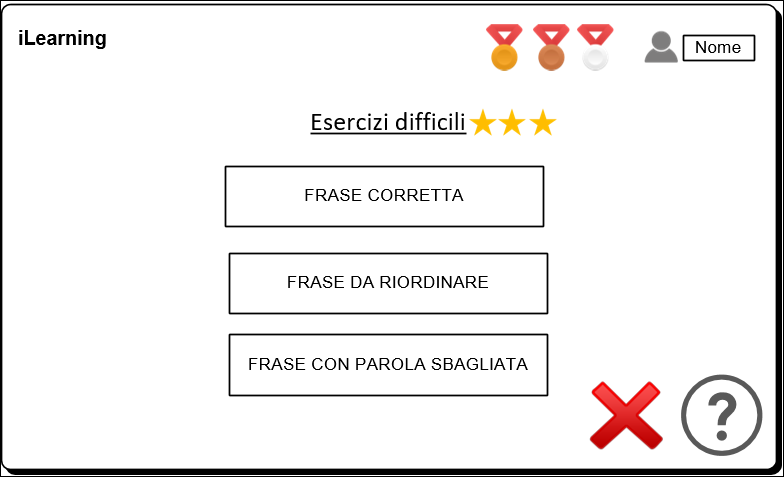 iLearning
Nome
Esercizi difficili
FRASE CORRETTA
FRASE DA RIORDINARE
FRASE CON PAROLA SBAGLIATA
?